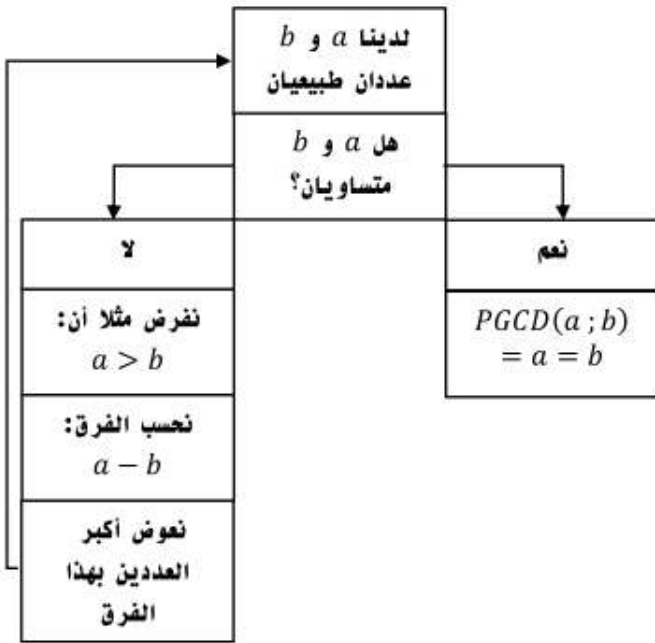 لدينا a و b
عددان طبيعيان
هل a و b
متساويان؟
لا
نفرض مثلا أن:
a > b
نحسب الفرق:
a − b
نعوض أكبر
العددين بهذا
الفرق
نعم
PGCD(a ; b)
= a = b